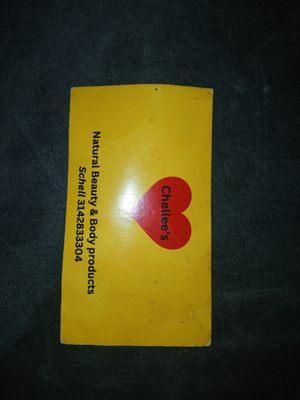 Chellee's
Natural Beauty & Body products
Schell 3142833304